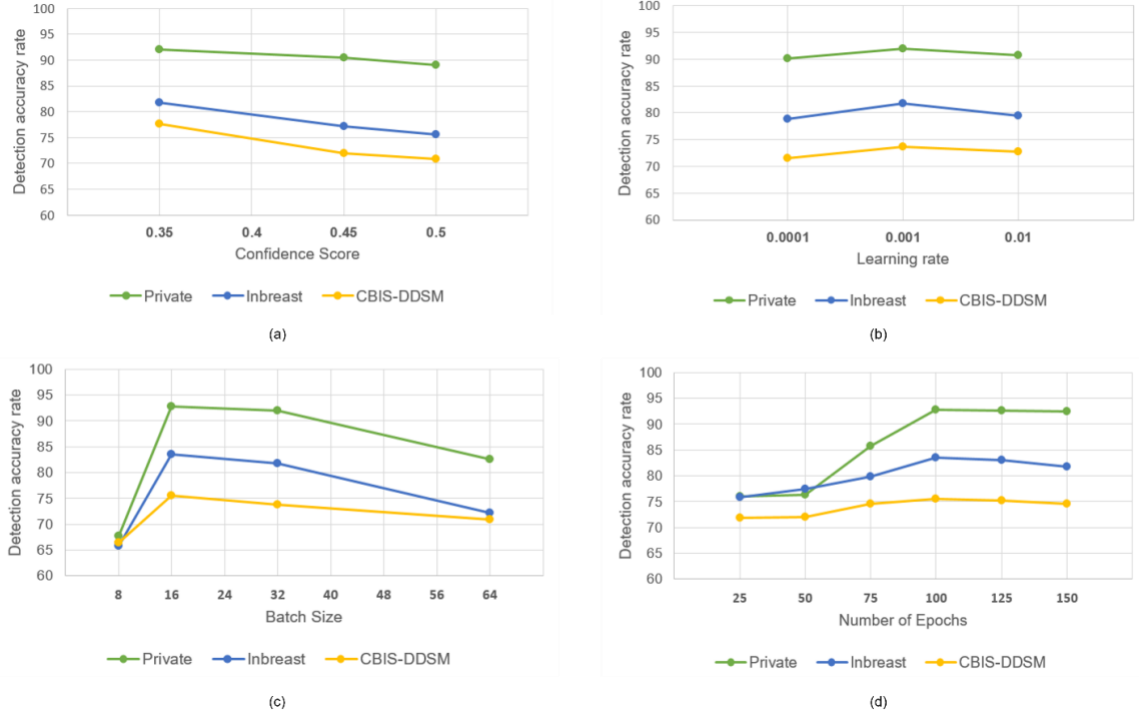 100
95
90
85
80
75
70
65
60
Detection accuracy rate
0.35 0.4 0.45 0.5
Confidence Score
Private Inbreast CBIS-DDSM
(a)
100
95
90
85
80
75
70
65
60
Detection accuracy rate
0.0001 0.001 0.01
Learning rate
Private Inbreast CBIS-DDSM
(b)
100
95
90
85
80
75
70
65
60
Detection accuracy rate
8 16 24 32 40 48 56 64
Batch Size
Private Inbreast CBIS-DDSM
(c)
100
95
90
85
80
75
70
65
60
Detection accuracy rate
25 50 75 100 125 150
Number of Epochs
Private Inbreast CBIS-DDSM
(d)